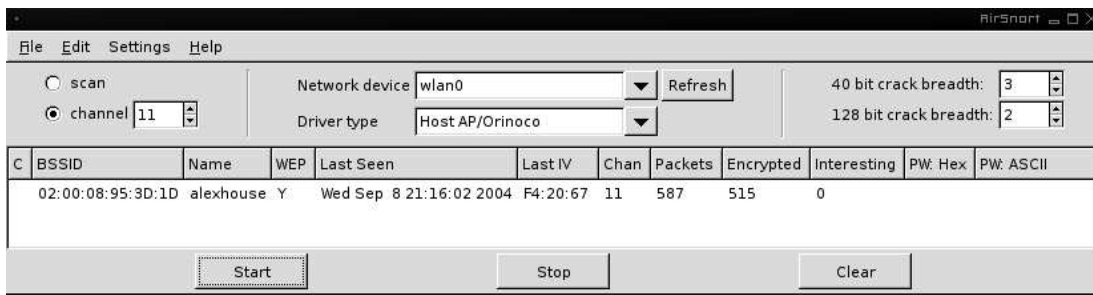 AirSnort
File Edit Settings Help
scan
channel 11
Network device wlan0 Refresh
Driver type Host AP/Orinoco
40 bit crack breadth: 3
128 bit crack breadth: 2
C BSSID Name WEP Last Seen Last IV Chan Packets Encrypted Interesting PW: Hex PW: ASCII
02:00:08:95:3D:1D alexhouse Y Wed Sep 8 21:16:02 2004 F4:20:67 11 587 515 0
Start Stop Clear